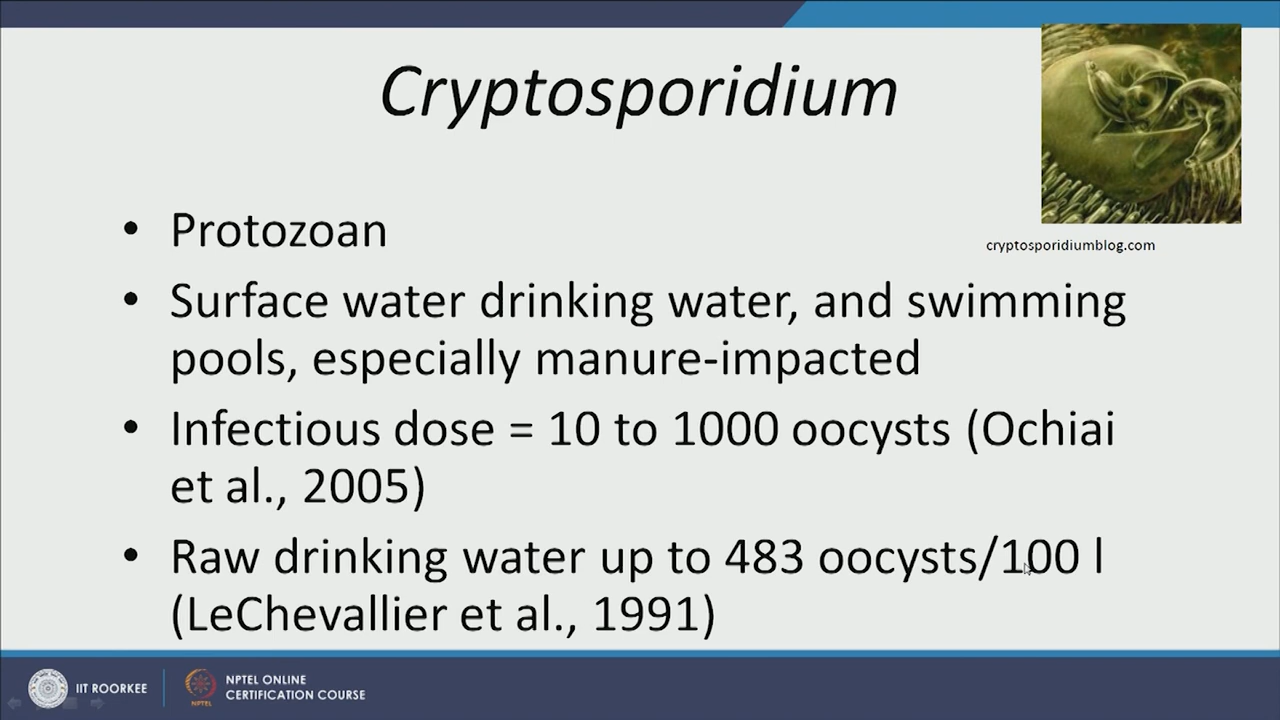 Cryptosporidium
cryptosporidiumblog.com
• Protozoan
• Surface water drinking water, and swimming
pools, especially manure-impacted
• Infectious dose = 10 to 1000 oocysts (Ochiai
et al., 2005)
• Raw drinking water up to 483 oocysts/100 l
(LeChevallier et al., 1991)
IIT ROORKEE
NPTEL
NPTEL ONLINE
CERTIFICATION COURSE